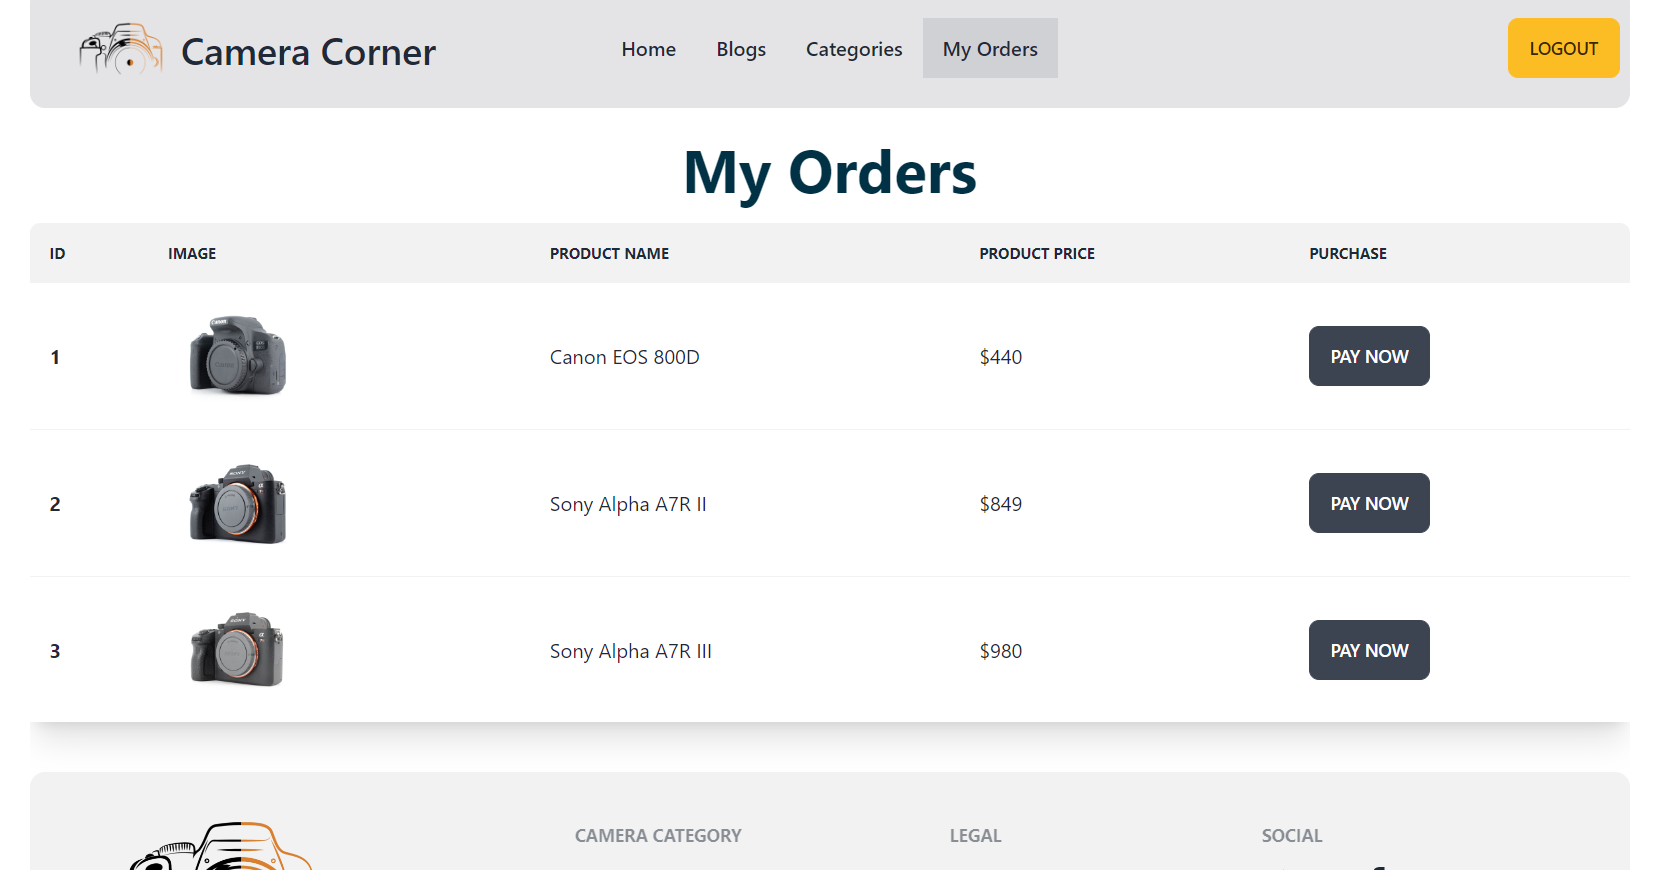 Camera Corner
Home Blogs Categories My Orders
LOGOUT
My Orders
ID IMAGE PRODUCT NAME PRODUCT PRICE PURCHASE
1 Canon EOS 800D $440 PAY NOW
2 Sony Alpha A7R II $849 PAY NOW
3 Sony Alpha A7R III $980 PAY NOW
CAMERA CATEGORY LEGAL SOCIAL